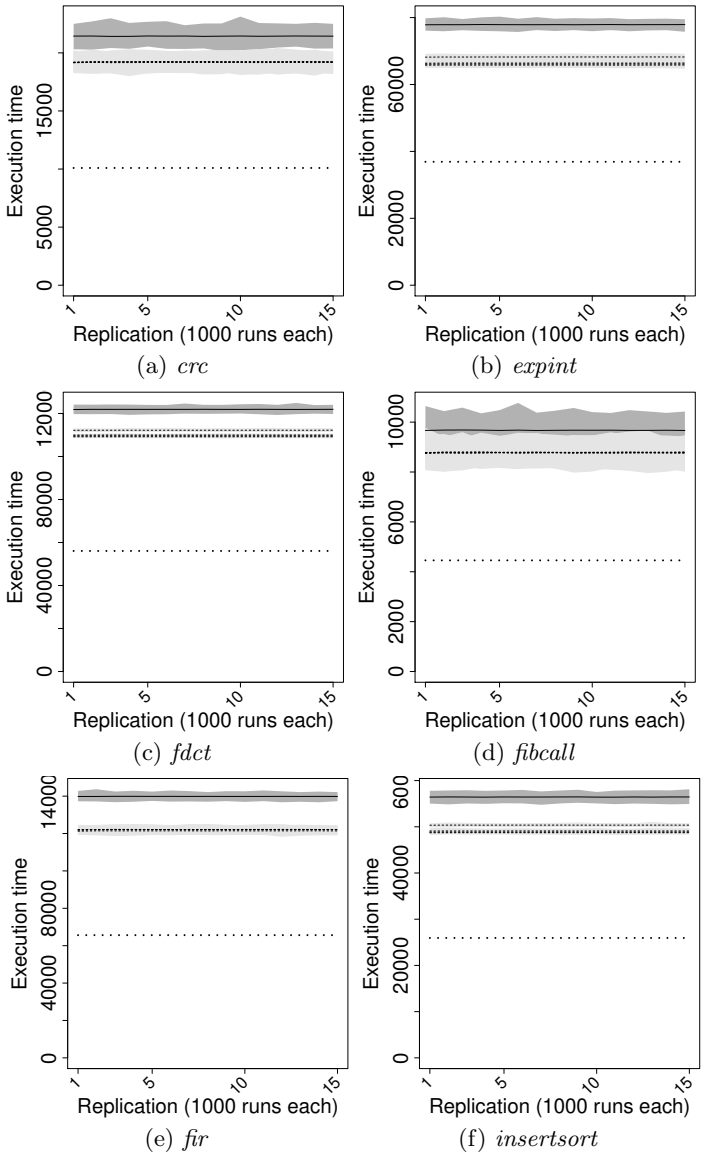 Execution time
15000
5000
0
1
5
10
15
Replication (1000 runs each)
(a) crc
Execution time
60000
20000
0
1
5
10
15
Replication (1000 runs each)
(b) expint
Execution time
12000
80000
40000
0
1
5
10
15
Replication (1000 runs each)
(c) fdct
Execution time
10000
6000
2000
0
1
5
10
15
Replication (1000 runs each)
(d) fibcall
Execution time
14000
80000
40000
0
1
5
10
15
Replication (1000 runs each)
(e) fir
Execution time
600
40000
20000
0
1
5
10
15
Replication (1000 runs each)
(f) insertsort